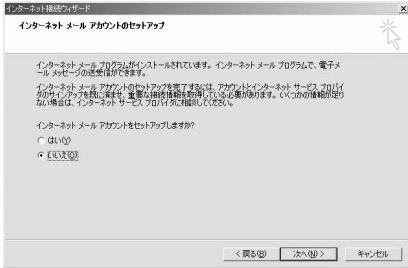 インターネット接続ウィザード
インターネット メール アカウントのセットアップ
インターネット メール プログラムがインストールされています。インターネット メール プログラムで、電子メ
ール メッセージの送受信ができます。
インターネット メール アカウントのセットアップを完了するには、アカウントとインターネット サービス プロバイ
ダのサインアップを既に済ませ、重要な接続情報を取得している必要があります。いくつかの情報が足り
ない場合は、インターネット サービス プロバイダに相談してください。
インターネット メール アカウントをセットアップしますか?
はい(Y)
いいえ(O)
< 戻る(B)
次へ(N) >
キャンセル